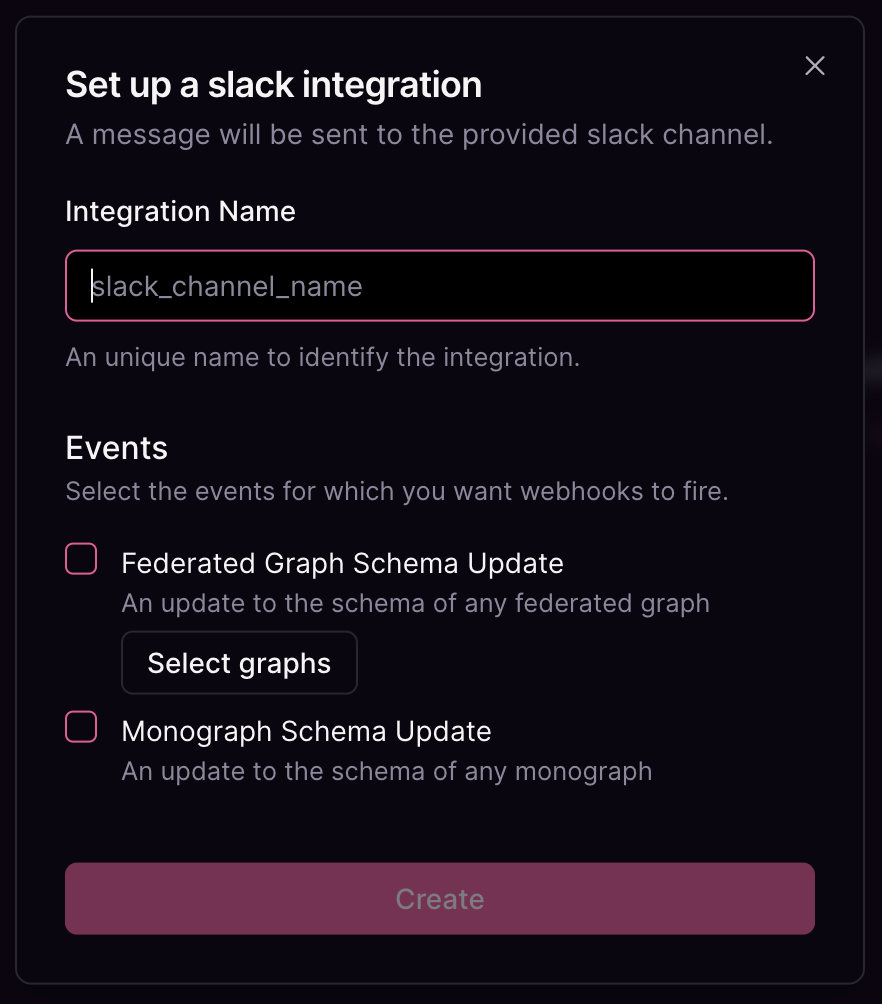 Set up a slack integration
A message will be sent to the provided slack channel.
Integration Name
slack_channel_name
An unique name to identify the integration.
Events
Select the events for which you want webhooks to fire.
Federated Graph Schema Update
An update to the schema of any federated graph
Select graphs
Monograph Schema Update
An update to the schema of any monograph
Create